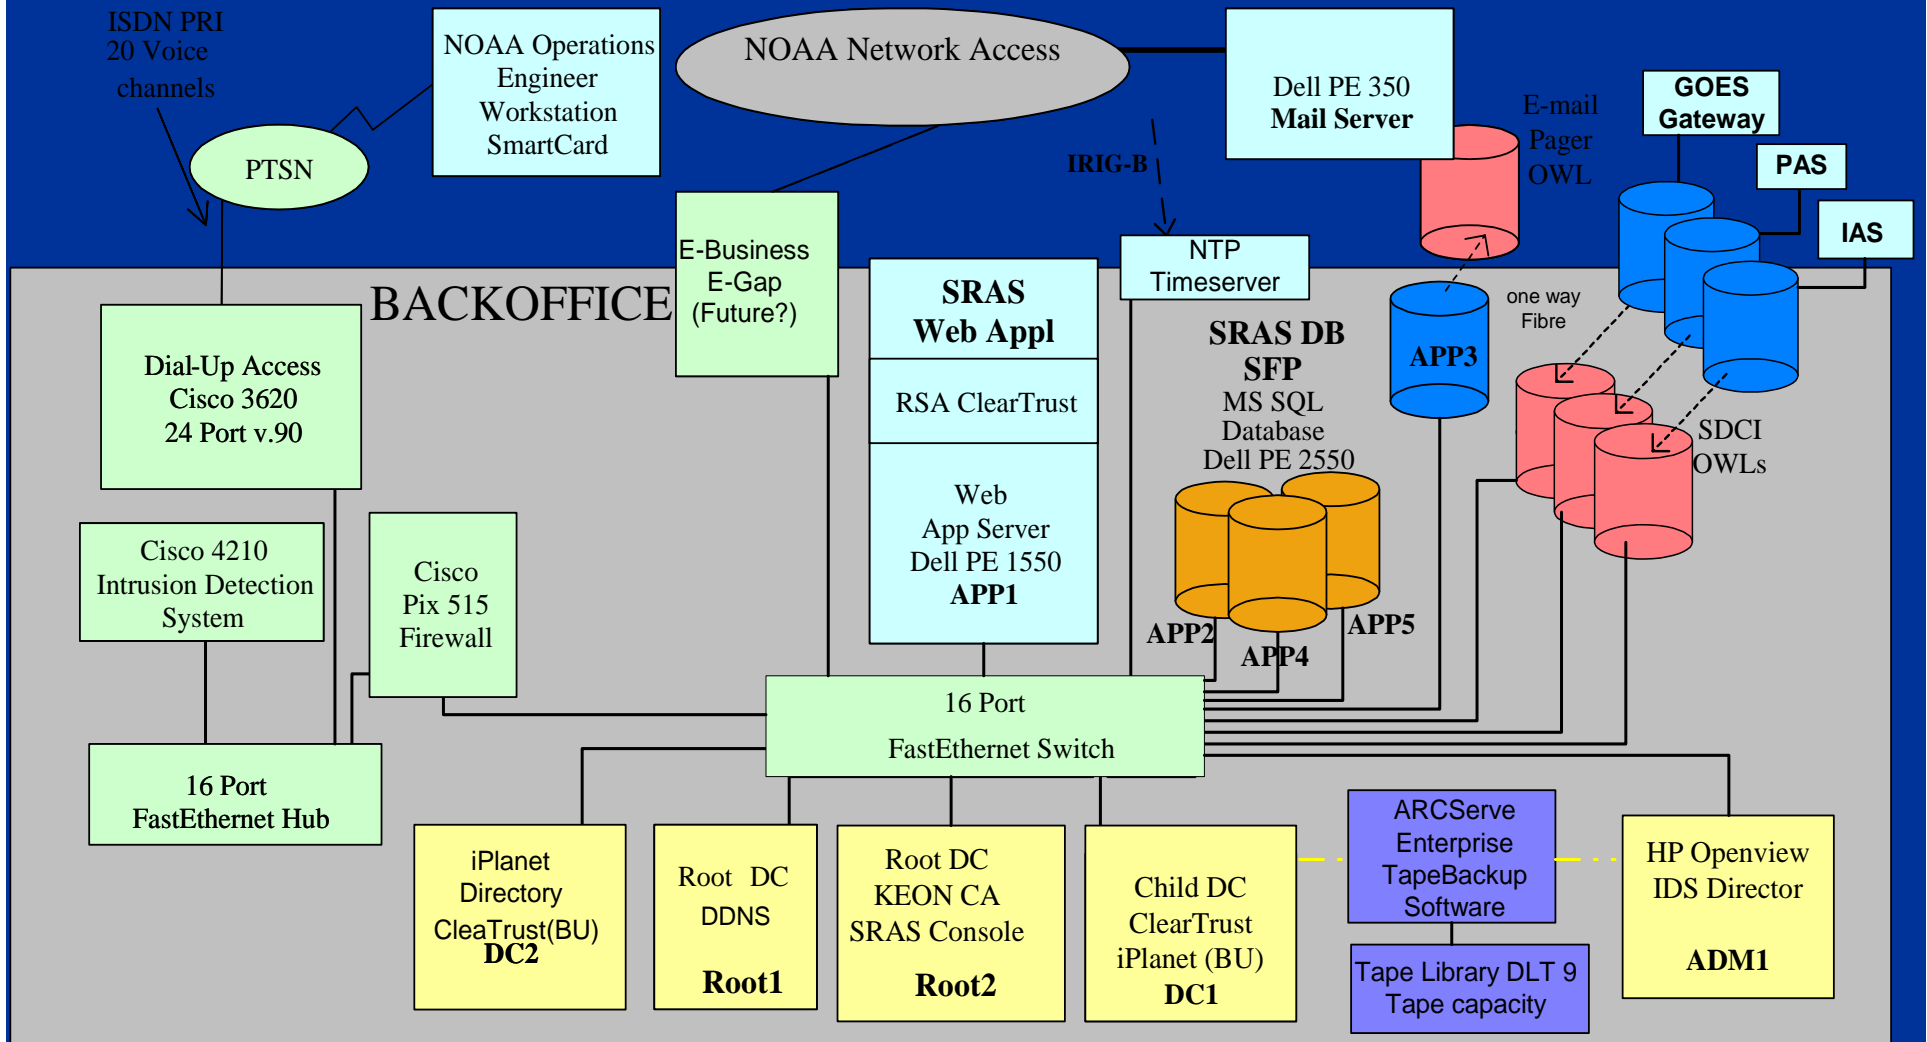 ISDN PRI
20 Voice
channels
NOAA Operations
Engineer
Workstation
SmartCard
NOAA Network Access
Dell PE 350
Mail Server
E-mail
Pager
OWL
GOES
Gateway
PAS
IAS
PTSN
IRIG-B
NTP
Timeserver
E-Business
E-Gap
(Future?)
BACKOFFICE
SRAS
Web Appl
RSA ClearTrust
Web
App Server
Dell PE 1550
APP1
SRAS DB
SFP
MS SQL
Database
Dell PE 2550
APP2
APP4
APP5
APP3
one way
Fibre
SDCI
OWLs
Dial-Up Access
Cisco 3620
24 Port v.90
Cisco 4210
Intrusion Detection
System
Cisco
Pix 515
Firewall
16 Port
FastEthernet Switch
16 Port
FastEthernet Hub
iPlanet
Directory
CleaTrust(BU)
DC2
Root DC
DDNS
Root1
Root DC
KEON CA
SRAS Console
Root2
Child DC
ClearTrust
iPlanet (BU)
DC1
ARCServe
Enterprise
TapeBackup
Software
Tape Library DLT 9
Tape capacity
HP Openview
IDS Director
ADM1